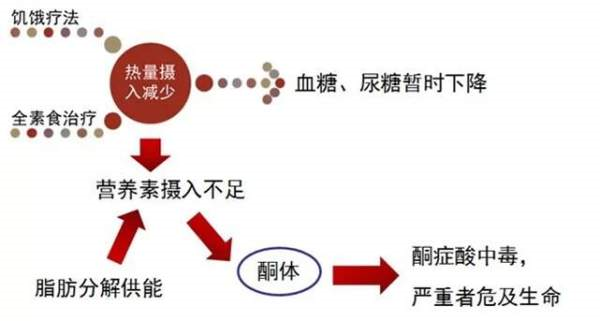 饥饿疗法
热量摄
入减少
血糖、尿糖暂时下降
全素食治疗
营养素摄入不足
脂肪分解供能
酮体
酮症酸中毒，
严重者危及生命